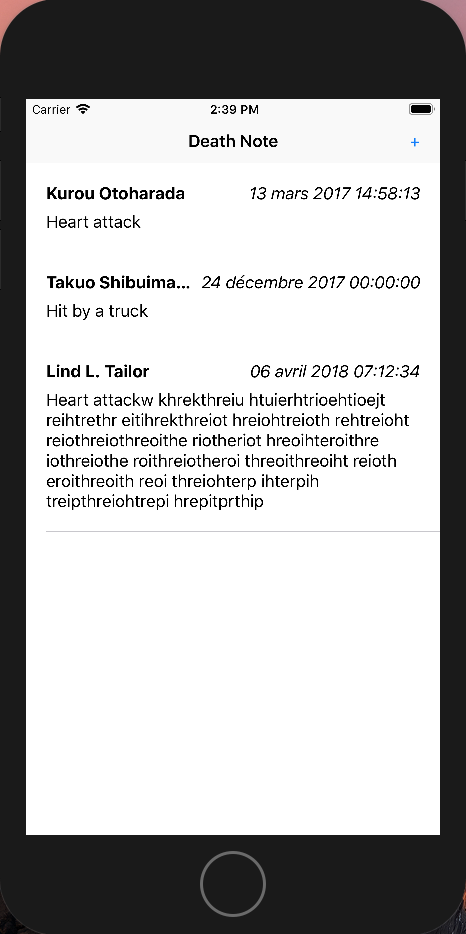 Carrier 2:39 PM
Death Note +
Kurou Otoharada 13 mars 2017 14:58:13
Heart attack
Takuo Shibuima... 24 décembre 2017 00:00:00
Hit by a truck
Lind L. Tailor 06 avril 2018 07:12:34
Heart attackw khrekthreiu htuierhtrioehtioejt
reihtrethr eitihrekthreiot hreiohtreioth rehtreioht
reiothreiothreoithe riotheriot hreoihteroithre
iothreiothe roithreiotheroi threoithreoiht reioth
eroithreoith reoi threiohterp ihterpih
treipthreiohtrepi hrepitprthip